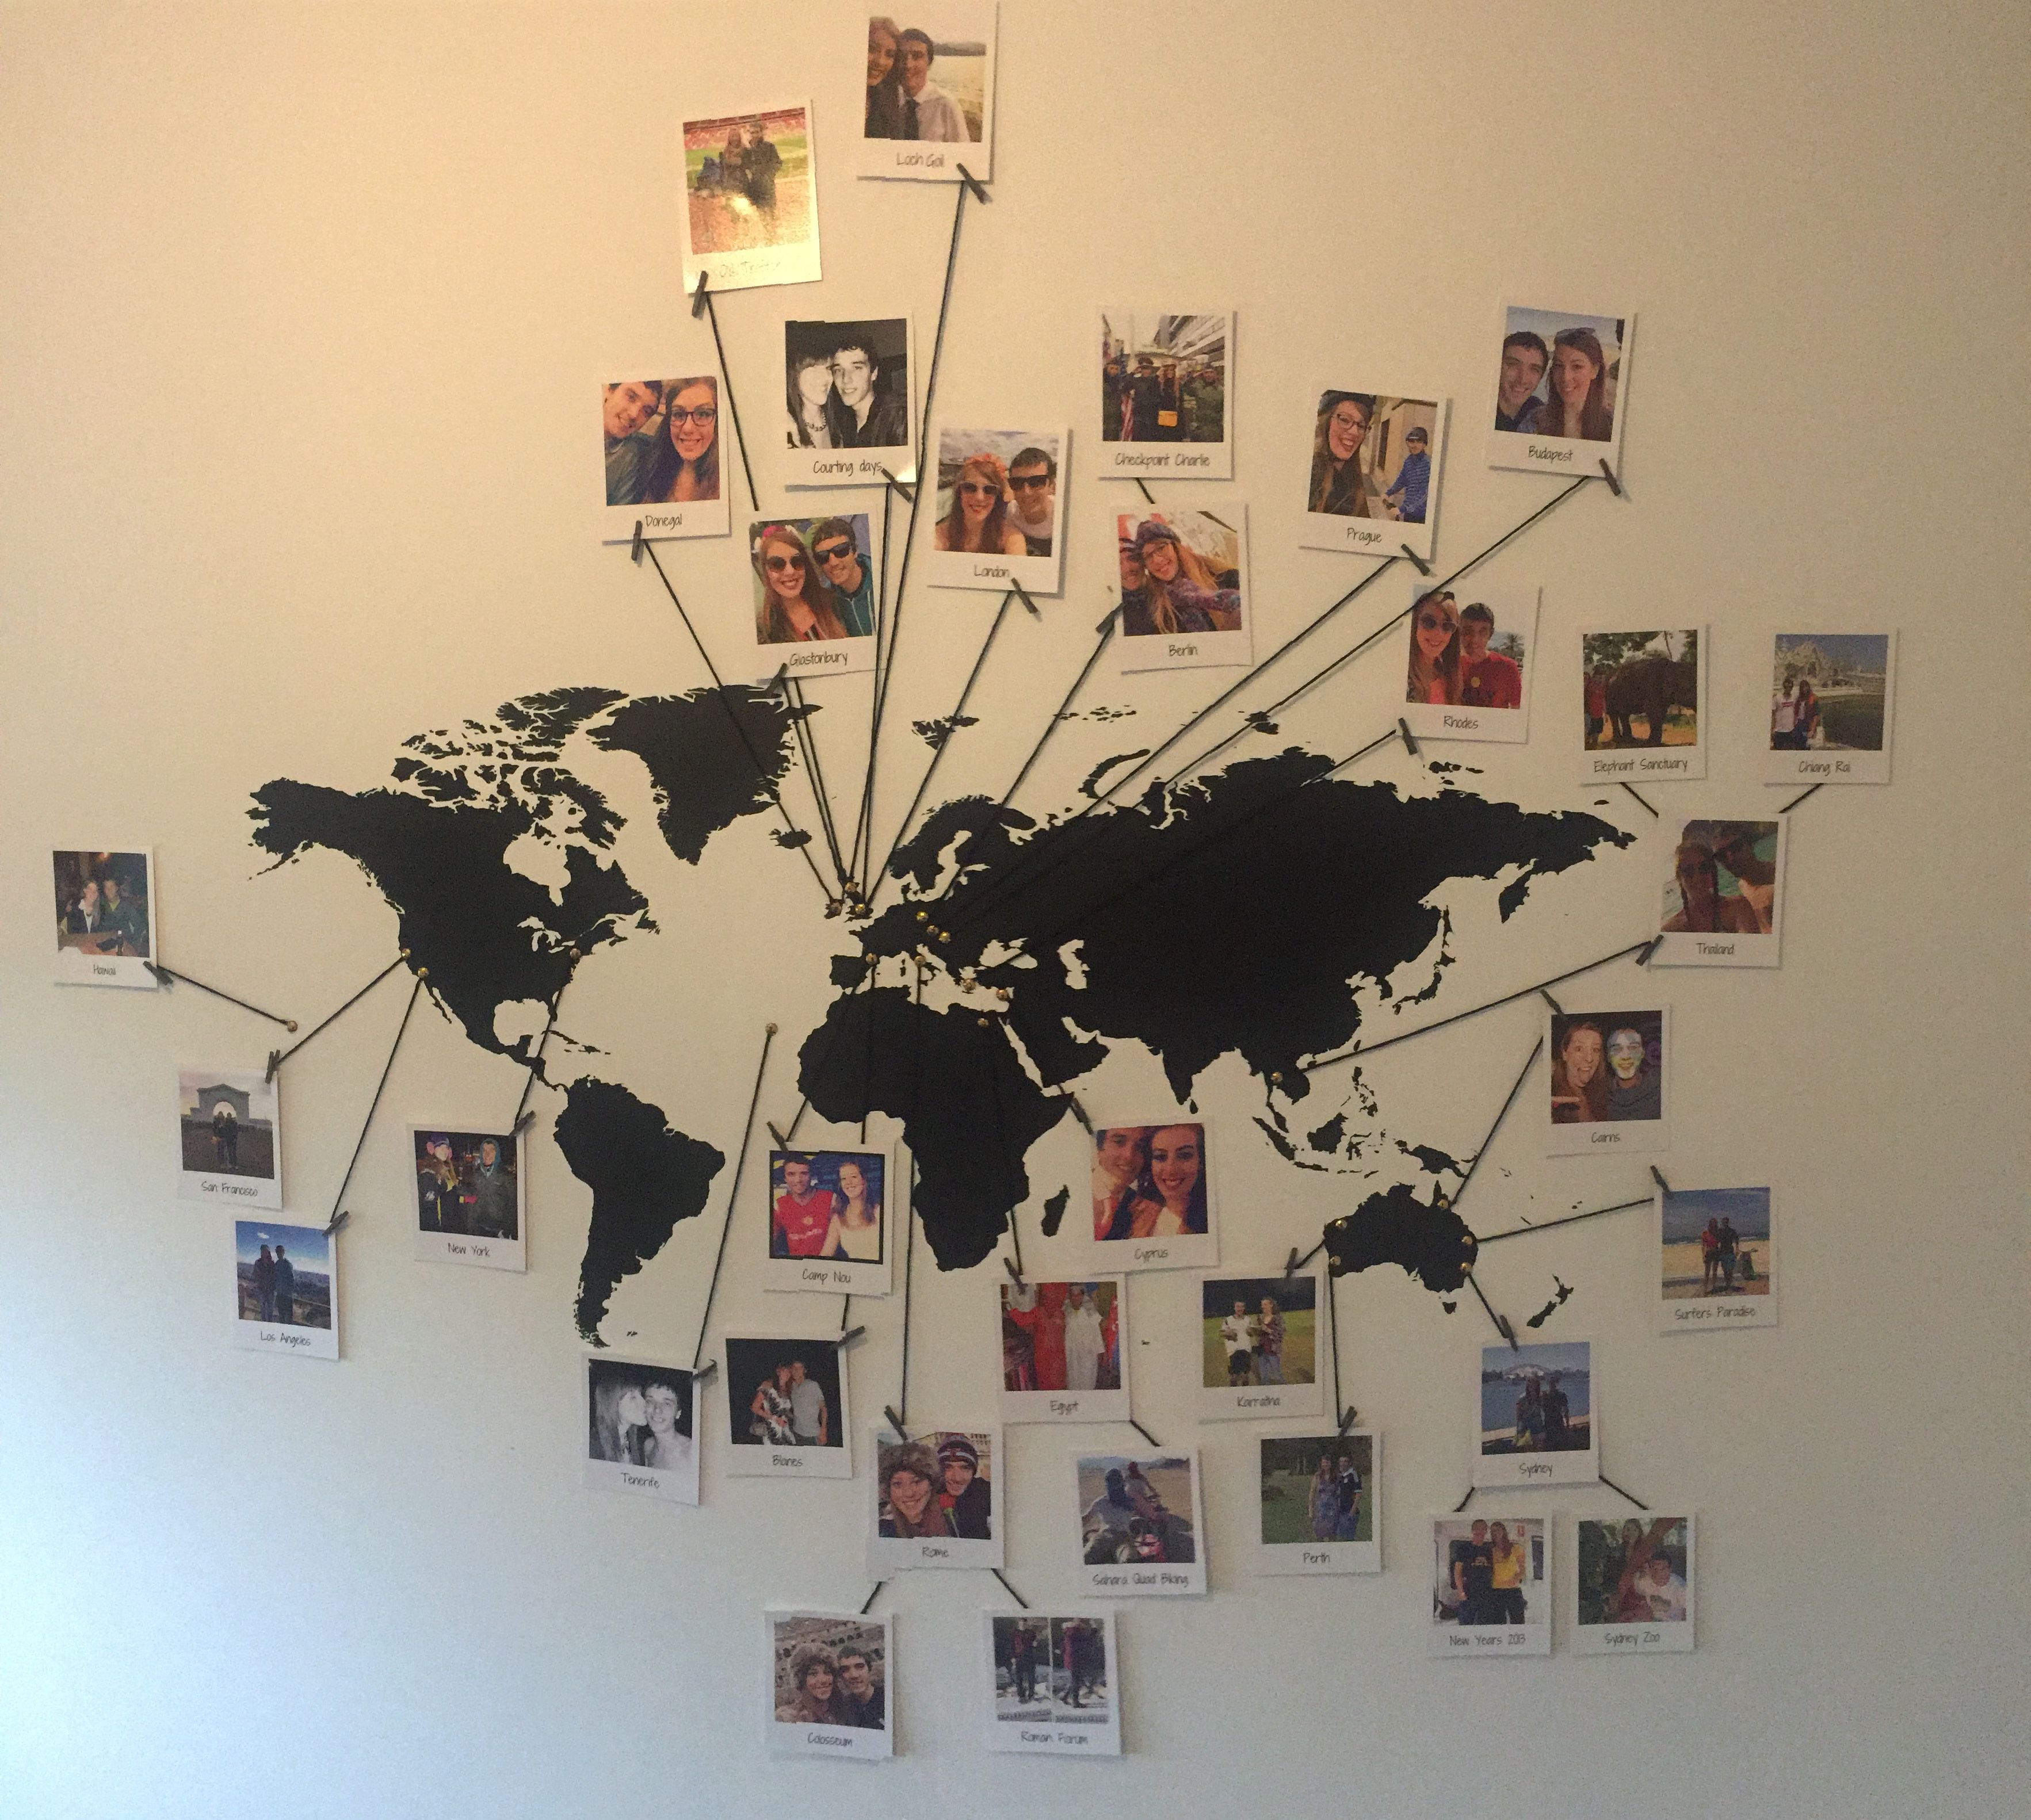 Loch Goil
Courting days
Donegal
London
Checkpoint Charlie
Budapest
Prague
Glastonbury
Berlin
Rhodes
Elephant Sanctuary
Chiang Rai
Thailand
Hawaii
Cairns
San Francisco
New York
Cyprus
Camp Nou
Surfers Paradise
Los Angeles
Egypt
Karratha
Tenerife
Blanes
Sydney
Rome
Sahara Quad Biking
Perth
New Years 2013
Sydney Zoo
Colosseum
Roman Forum